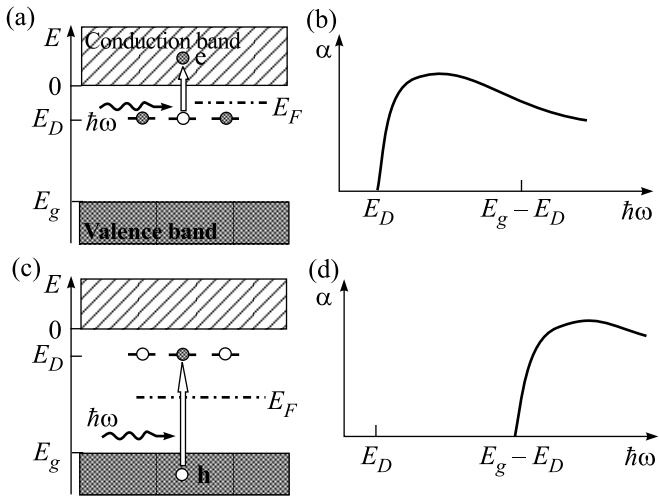 (a)
E
Conduction band
e
0
E_F
E_D
ħω
E_g
Valence band
(b)
α
E_D
E_g – E_D
ħω
(c)
E
0
E_D
E_F
ħω
E_g
h
(d)
α
E_D
E_g – E_D
ħω